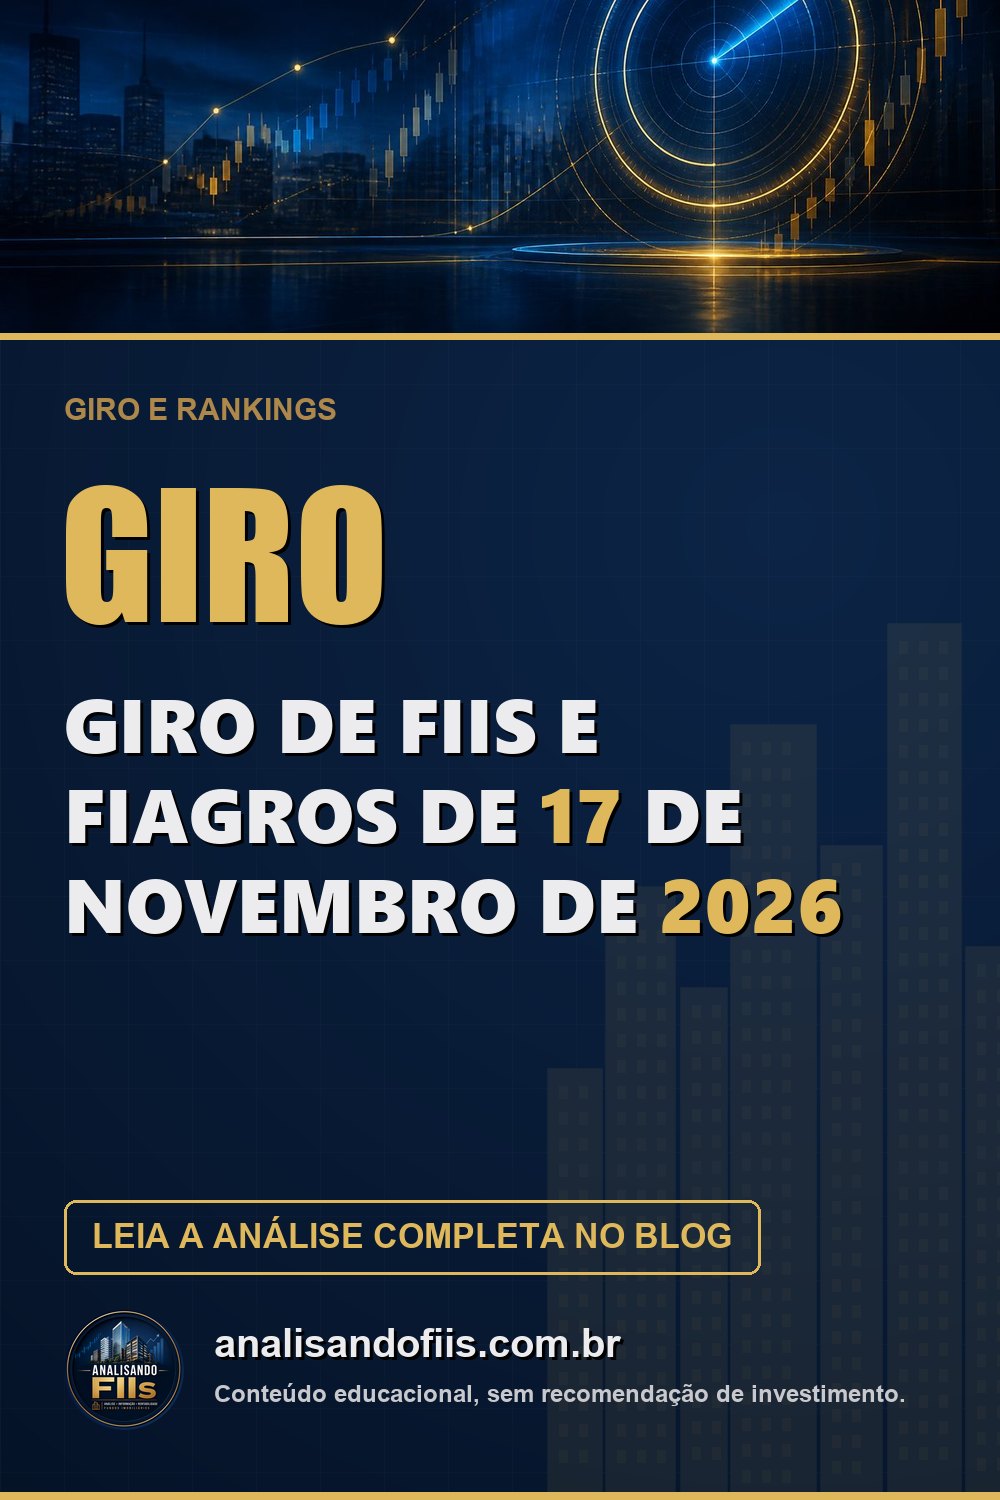 GIRO E RANKINGS
GIRO
GIRO DE FIIS E
FIAGROS DE 17 DE
NOVEMBRO DE 2026
LEIA A ANÁLISE COMPLETA NO BLOG
ANALISANDO
FIIs
analisandofiis.com.br
Conteúdo educacional, sem recomendação de investimento.